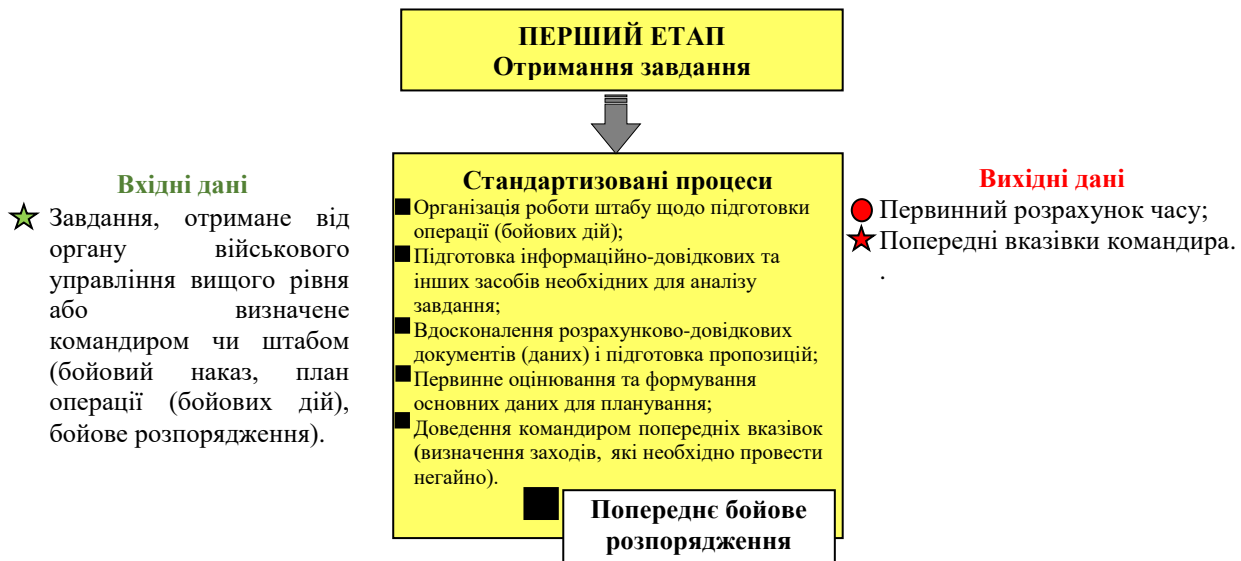 ПЕРШИЙ ЕТАП
Отримання завдання
Вхідні дані
Завдання, отримане від
органу військового
управління вищого рівня
або визначене
командиром чи штабом
(бойовий наказ, план
операції (бойових дій),
бойове розпорядження).
Стандартизовані процеси
Організація роботи штабу щодо підготовки
операції (бойових дій);
Підготовка інформаційно-довідкових та
інших засобів необхідних для аналізу
завдання;
Вдосконалення розрахунково-довідкових
документів (даних) і підготовка пропозицій;
Первинне оцінювання та формування
основних даних для планування;
Доведення командиром попередніх вказівок
(визначення заходів, які необхідно провести
негайно).
Попереднє бойове
розпорядження
Вихідні дані
Первинний розрахунок часу;
Попередні вказівки командира.
.